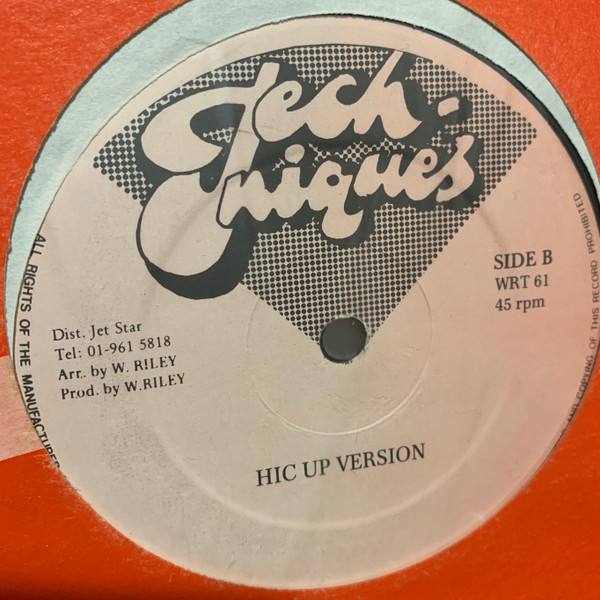 Tech-
niques
SIDE B
WRT 61
45 rpm
Dist. Jet Star
Tel: 01-961 5818
Arr. by W. RILEY
Prod. by W.RILEY
HIC UP VERSION
ALL RIGHTS OF THE MANUFACTURER
COPYING OF THIS RECORD PROHIBITED